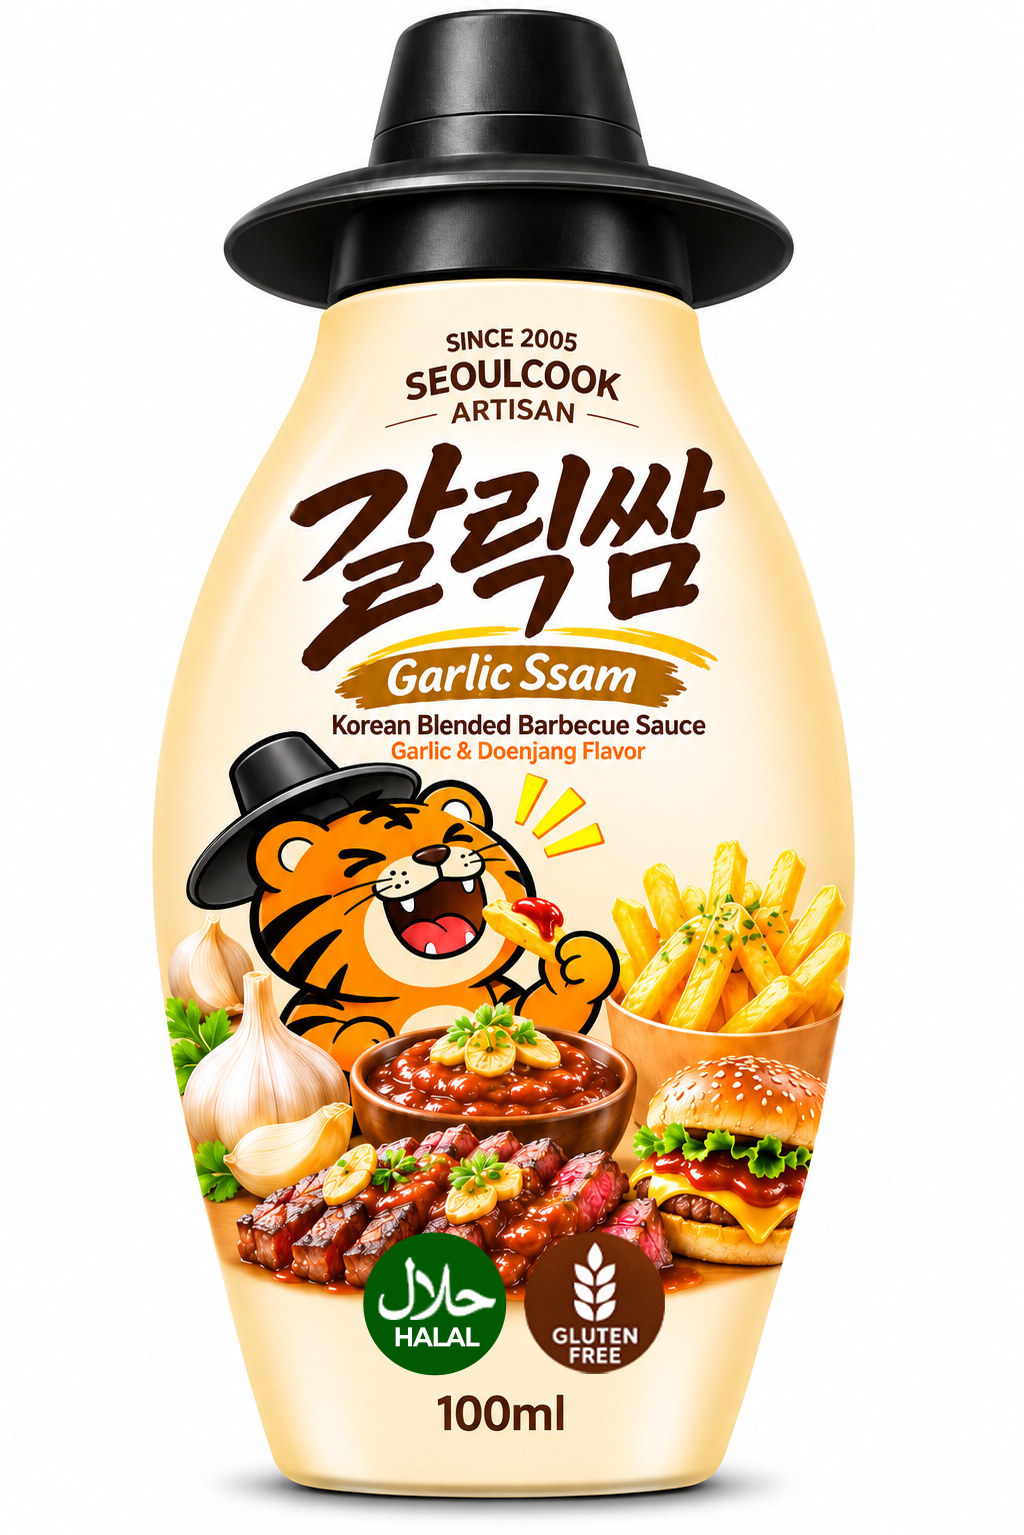 SINCE 2005
SEOULCOOK
ARTISAN
갈릭쌈
Garlic Ssam
Korean Blended Barbecue Sauce
Garlic & Doenjang Flavor
حلال
HALAL
GLUTEN
FREE
100ml